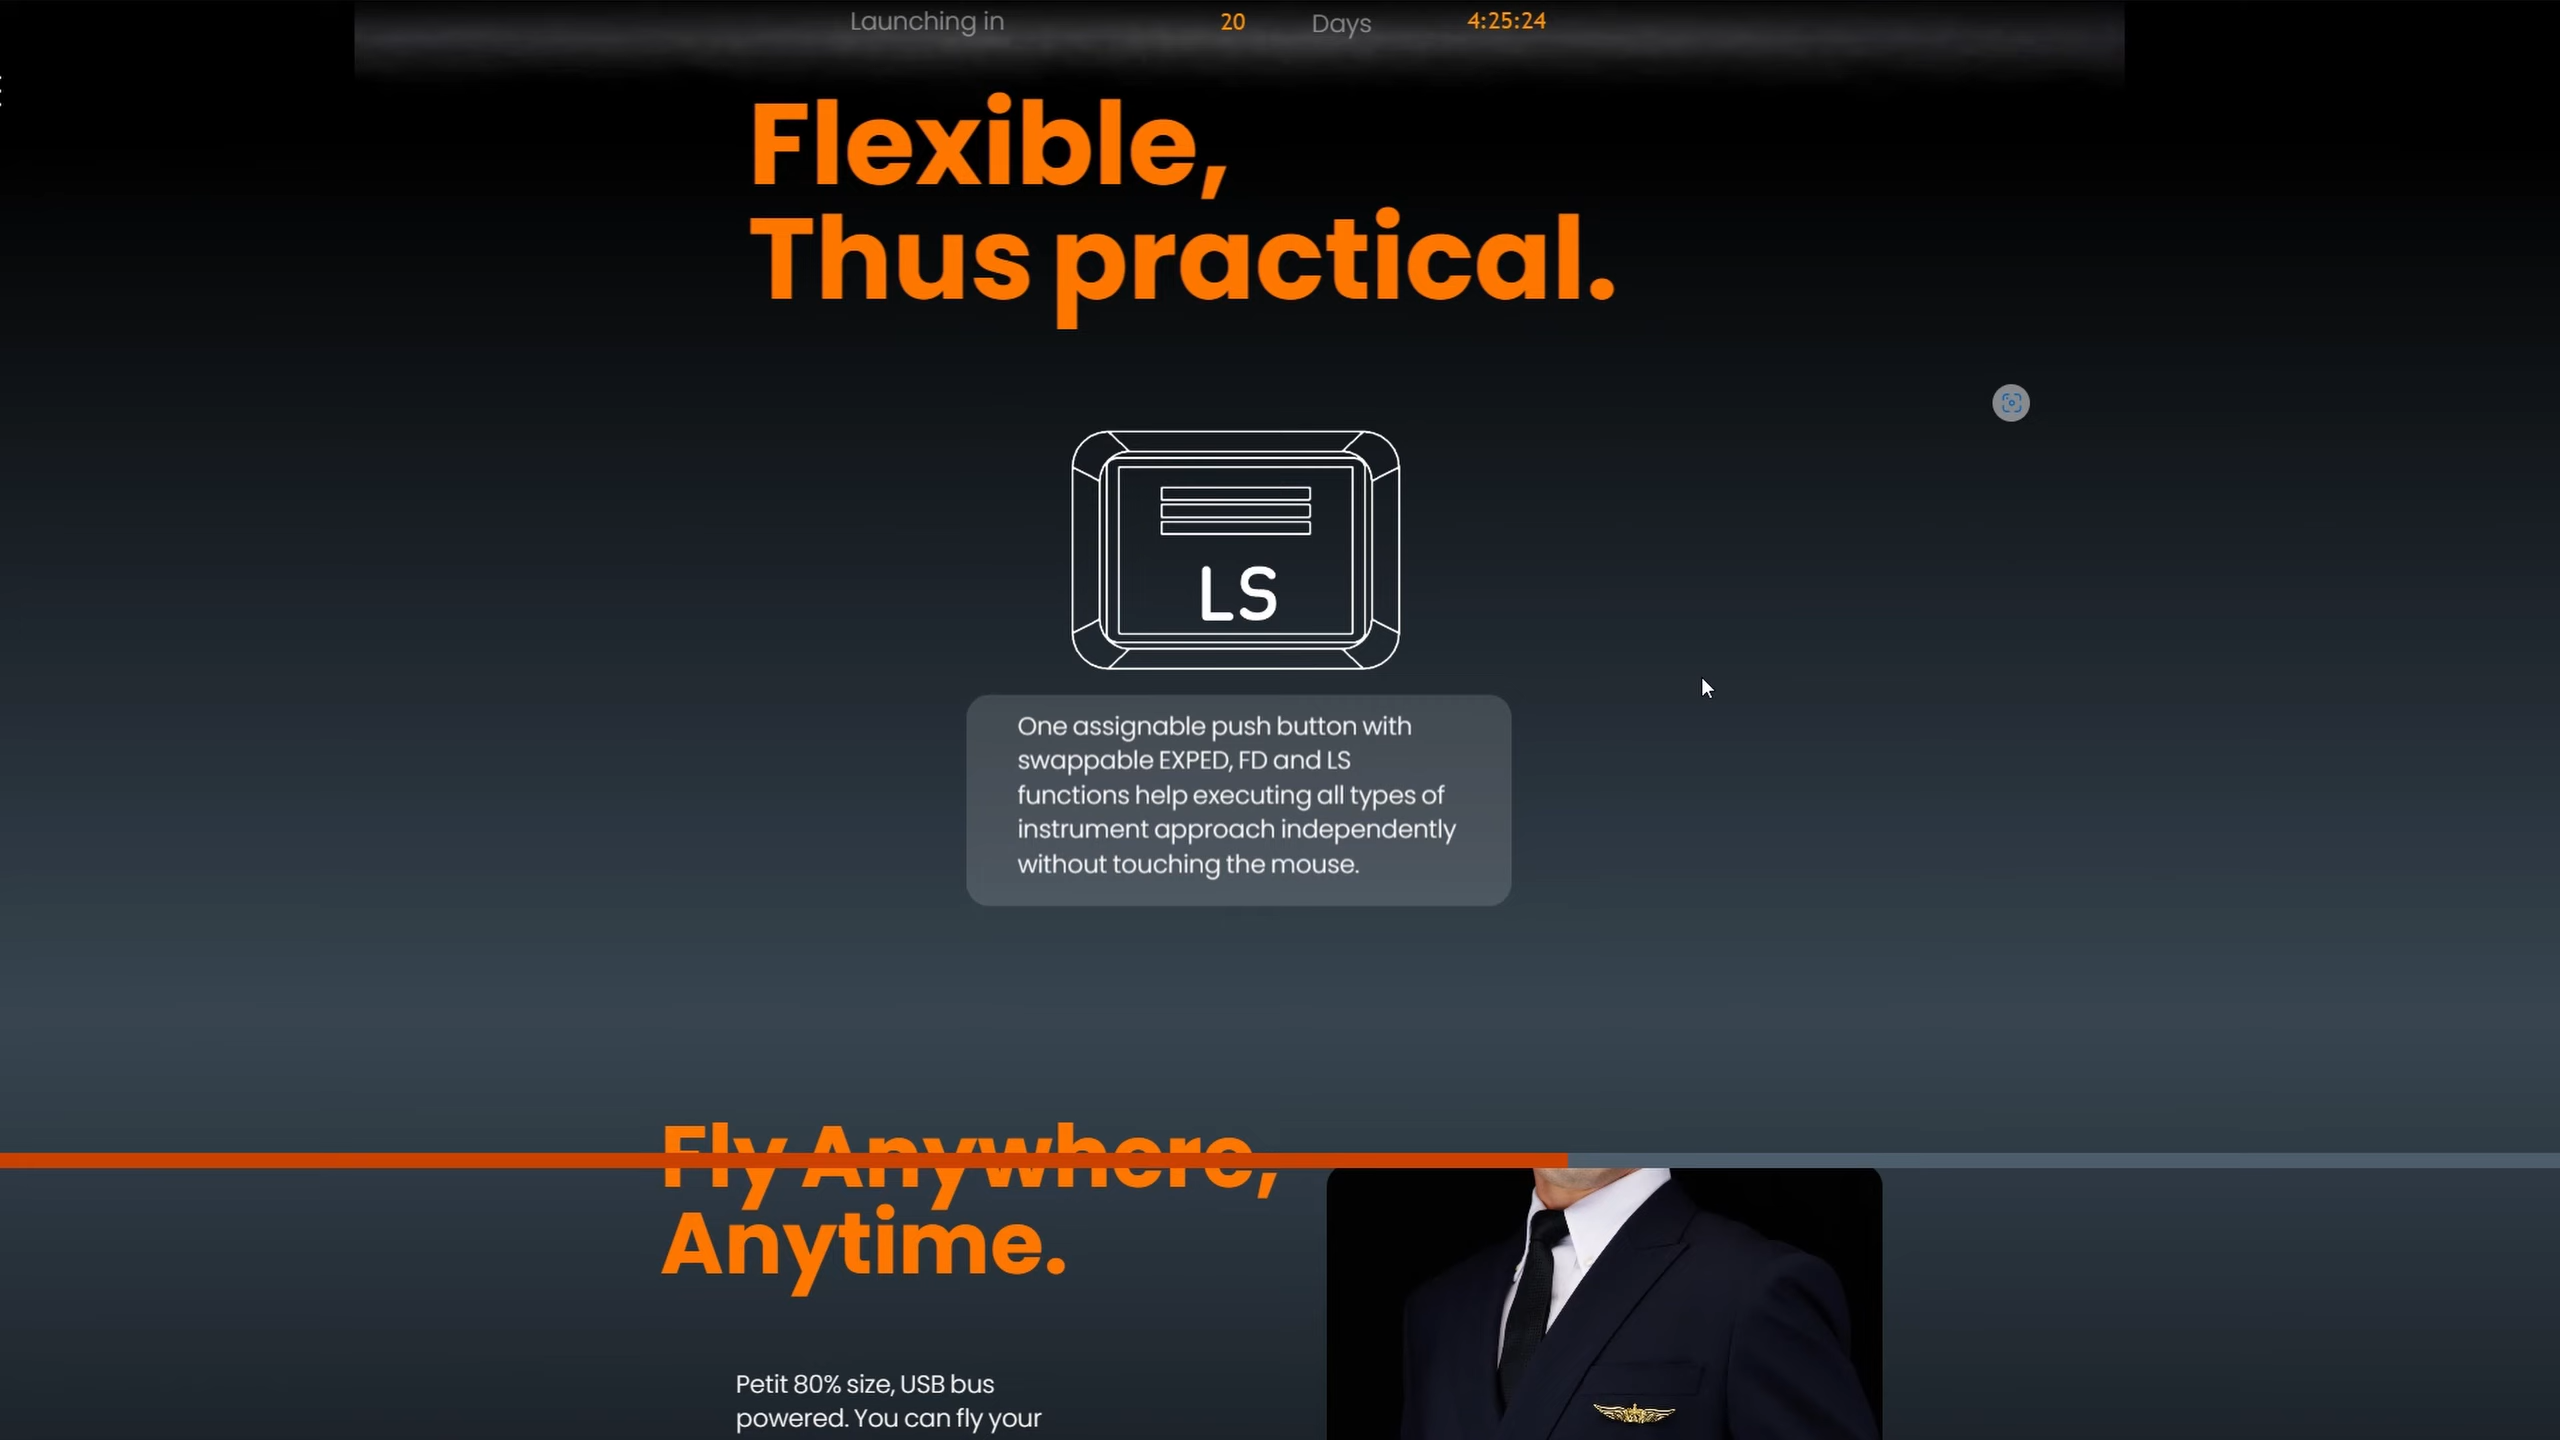 Launching in 20 Days 4:25:24
Flexible,
Thus practical.
LS
One assignable push button with
swappable EXPED, FD and LS
functions help executing all types of
instrument approach independently
without touching the mouse.
Fly Anywhere,
Anytime.
Petit 80% size, USB bus
powered. You can fly your